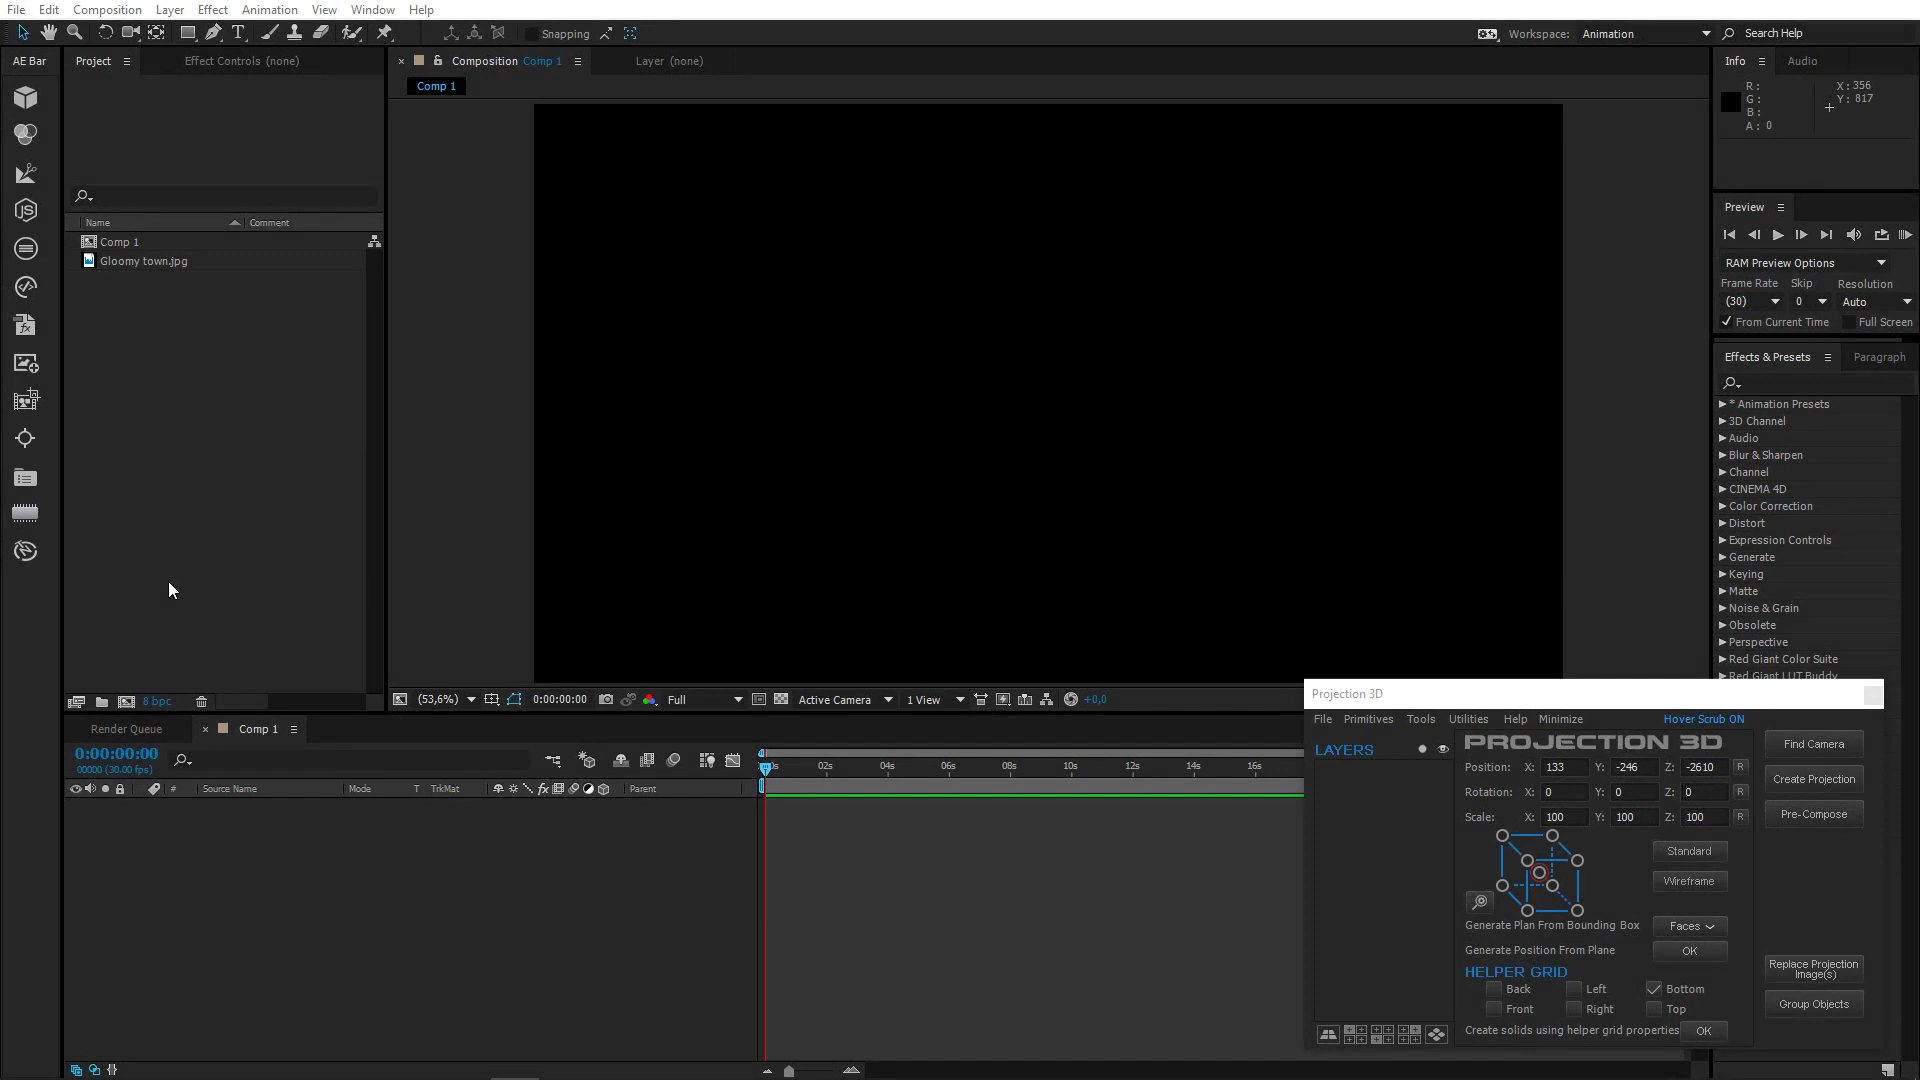 File Edit Composition Layer Effect Animation View Window Help
Snapping
Workspace: Animation
Search Help
AE Bar
Project
Effect Controls (none)
Composition Comp 1
Layer (none)
Comp 1
Info
Audio
R:
G:
B:
A: 0
X: 356
Y: 817
Name
Comment
Comp 1
Gloomy town.jpg
Preview
RAM Preview Options
Frame Rate Skip Resolution
(30) 0 Auto
From Current Time Full Screen
Effects & Presets
Paragraph
* Animation Presets
3D Channel
Audio
Blur & Sharpen
Channel
CINEMA 4D
Color Correction
Distort
Expression Controls
Generate
Keying
Matte
Noise & Grain
Obsolete
Perspective
Red Giant Color Suite
Red Giant LUT Buddy
8 bpc
(53,6%) 0:00:00:00 Full Active Camera 1 View +0,0
Render Queue
Comp 1
0:00:00:00
00000 (30.00 fps)
02s 04s 06s 08s 10s 12s 14s 16s
# Source Name Mode T TrkMat Parent
Projection 3D
File Primitives Tools Utilities Help Minimize Hover Scrub ON
LAYERS
PROJECTION 3D
Position: X: 133 Y: -246 Z: -2610 R
Rotation: X: 0 Y: 0 Z: 0 R
Scale: X: 100 Y: 100 Z: 100 R
Find Camera
Create Projection
Pre-Compose
Standard
Wireframe
Generate Plan From Bounding Box Faces
Generate Position From Plane OK
HELPER GRID
Back Left Bottom
Front Right Top
Create solids using helper grid properties OK
Replace Projection
Image(s)
Group Objects